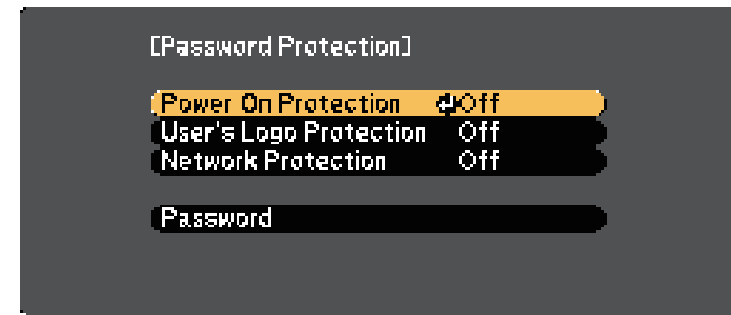 [Password Protection]
Power On Protection Off
User's Logo Protection Off
Network Protection Off
Password